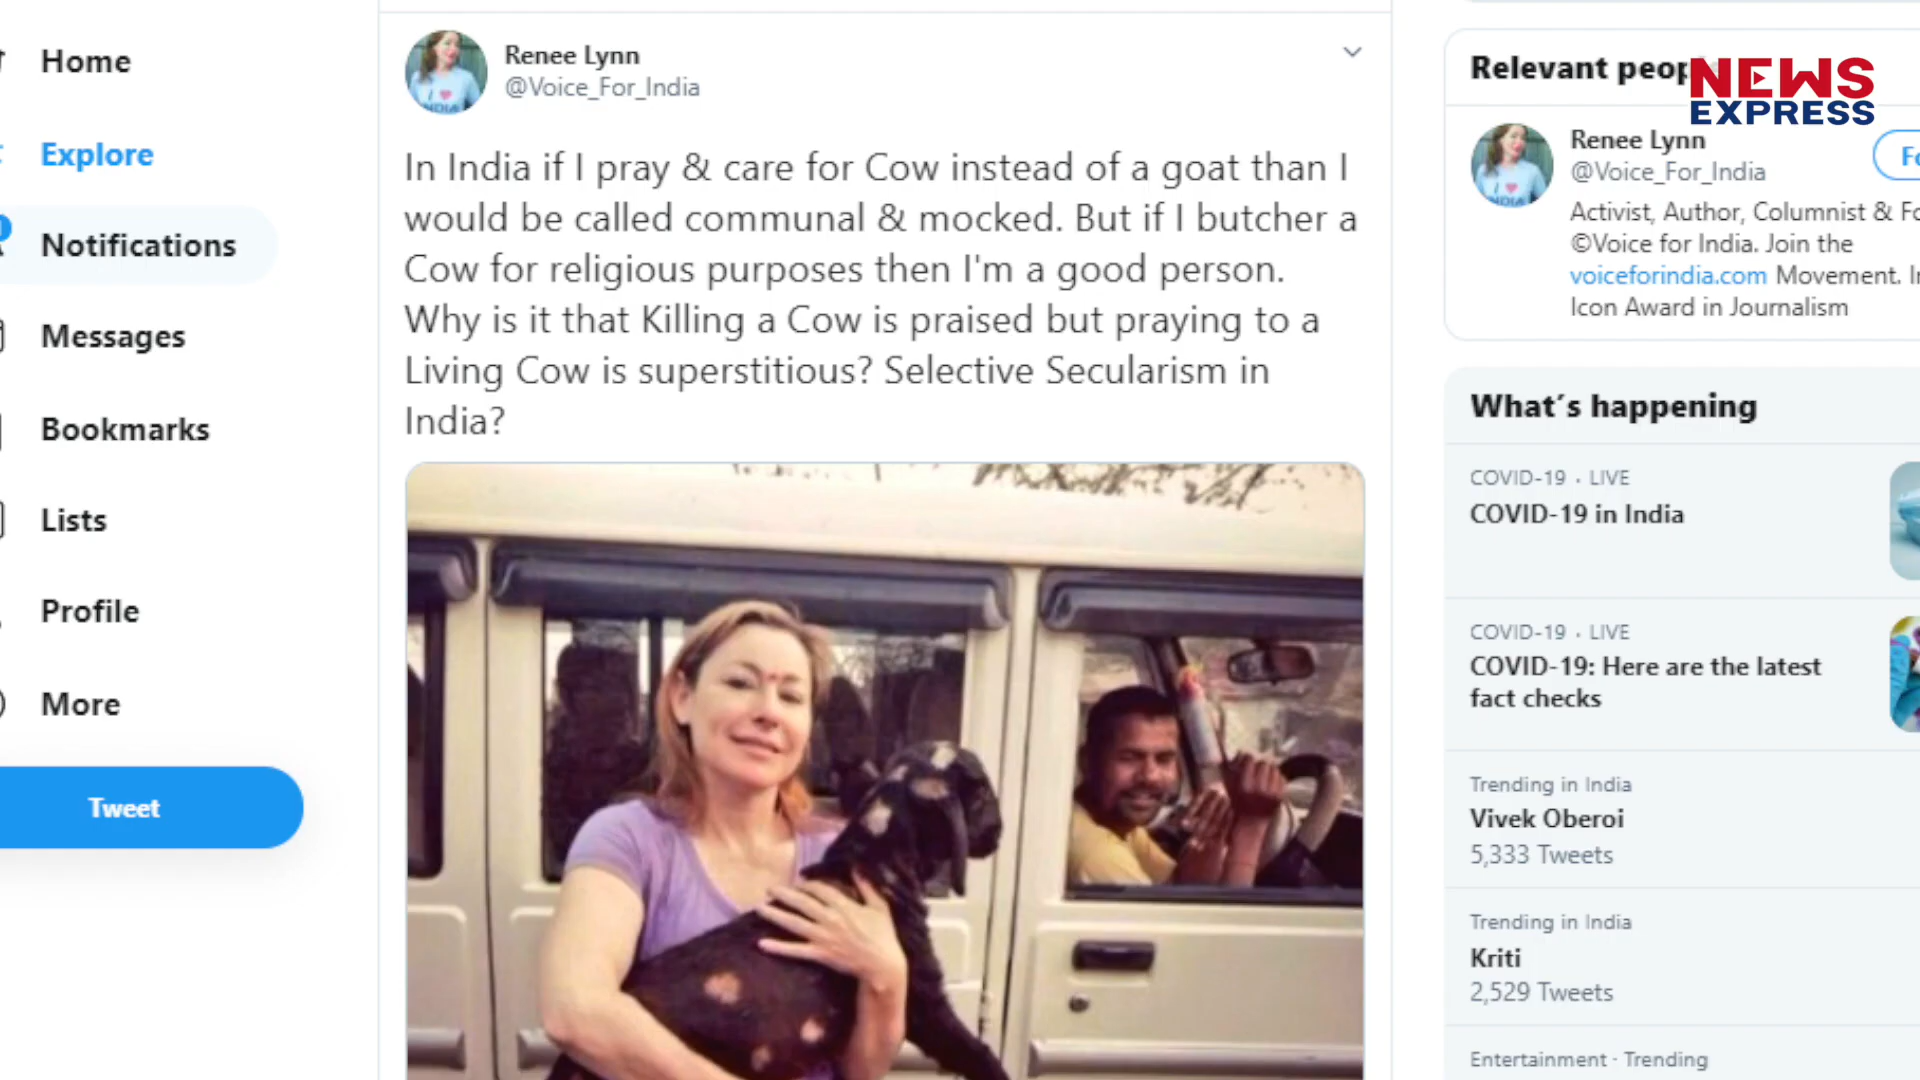 Home
Explore
Notifications
Messages
Bookmarks
Lists
Profile
More
Tweet
Renee Lynn
@Voice_For_India
In India if I pray & care for Cow instead of a goat than I
would be called communal & mocked. But if I butcher a
Cow for religious purposes then I'm a good person.
Why is it that Killing a Cow is praised but praying to a
Living Cow is superstitious? Selective Secularism in
India?
Relevant
NEWS
EXPRESS
Renee Lynn
@Voice_For_India
Activist, Author, Columnist &
©Voice for India. Join the
voiceforindia.com Movement.
Icon Award in Journalism
What's happening
COVID-19 · LIVE
COVID-19 in India
COVID-19 · LIVE
COVID-19: Here are the latest
fact checks
Trending in India
Vivek Oberoi
5,333 Tweets
Trending in India
Kriti
2,529 Tweets
Entertainment · Trending